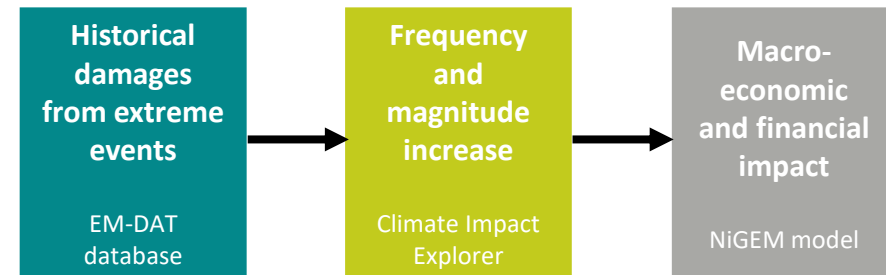 Historical
damages
from extreme
events
EM-DAT
database
Frequency
and
magnitude
increase
Climate Impact
Explorer
Macro-
economic
and financial
impact
NiGEM model